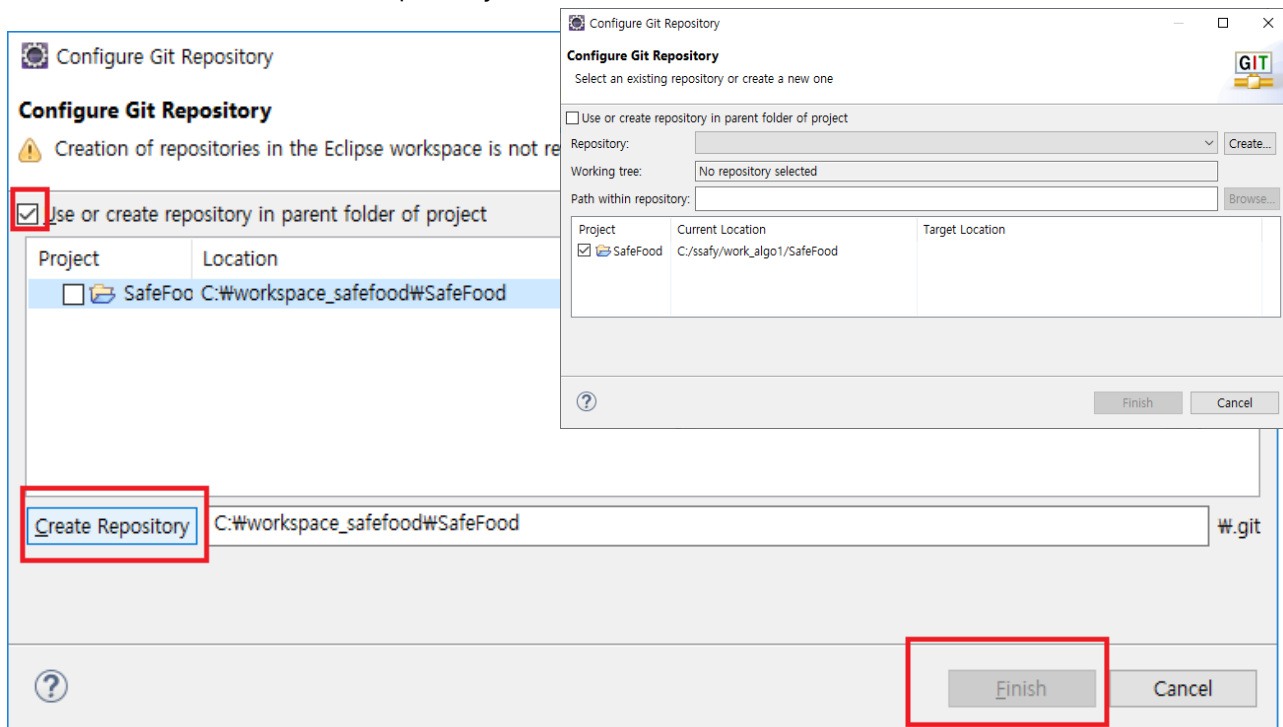 Configure Git Repository
Configure Git Repository
Creation of repositories in the Eclipse workspace is not re
Use or create repository in parent folder of project
Project Location
SafeFoo C:₩workspace_safefood₩SafeFood
Create Repository C:₩workspace_safefood₩SafeFood ₩.git
Finish Cancel
Configure Git Repository
Configure Git Repository
Select an existing repository or create a new one
GIT
Use or create repository in parent folder of project
Repository: Create...
Working tree: No repository selected
Path within repository: Browse...
Project Current Location Target Location
SafeFood C:/ssafy/work_algo1/SafeFood
Finish Cancel